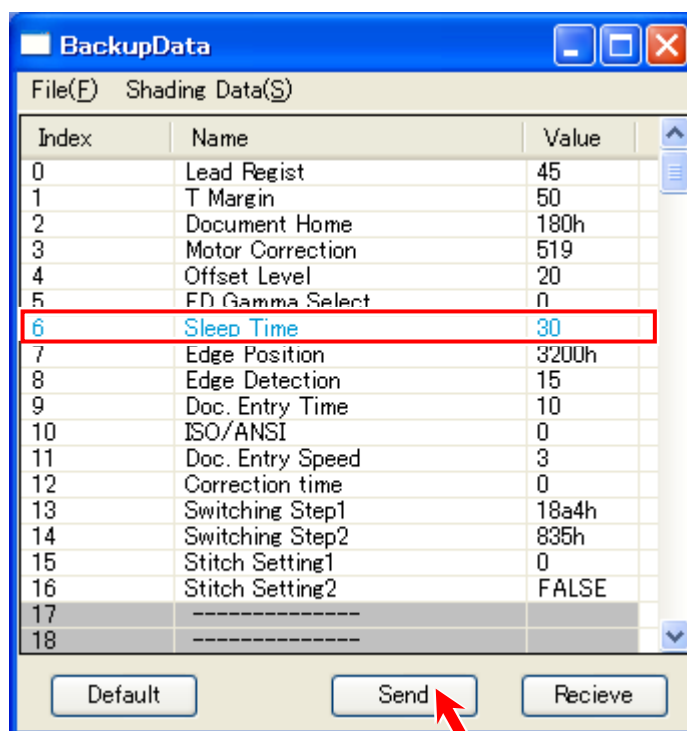 BackupData
File(F) Shading Data(S)
Index Name Value
0 Lead Regist 45
1 T Margin 50
2 Document Home 180h
3 Motor Correction 519
4 Offset Level 20
5 ED Gamma Select 0
6 Sleep Time 30
7 Edge Position 3200h
8 Edge Detection 15
9 Doc. Entry Time 10
10 ISO/ANSI 0
11 Doc. Entry Speed 3
12 Correction time 0
13 Switching Step1 18a4h
14 Switching Step2 835h
15 Stitch Setting1 0
16 Stitch Setting2 FALSE
17 --------------
18 --------------
Default Send Recieve